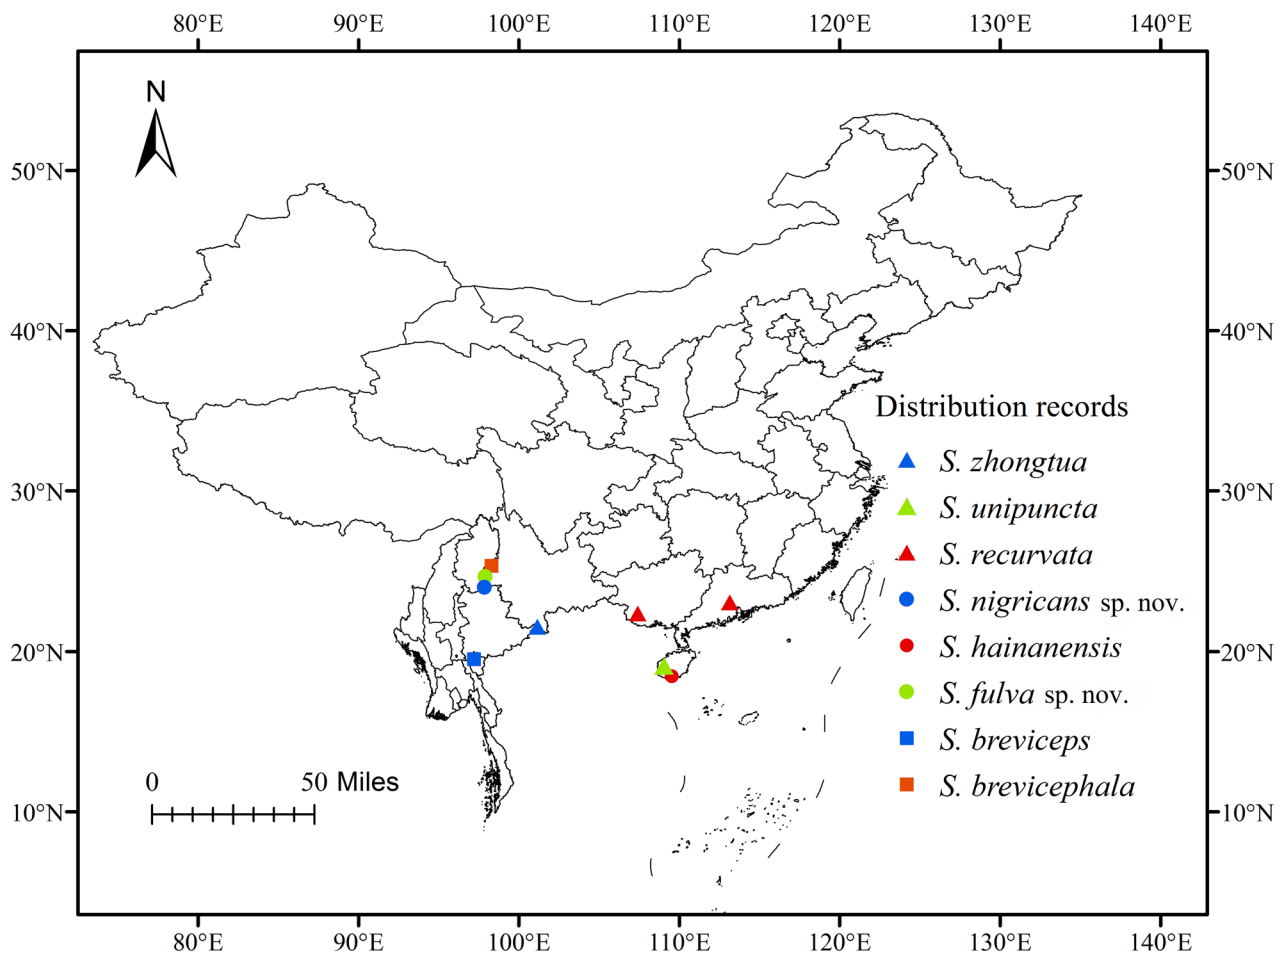 80°E 90°E 100°E 110°E 120°E 130°E 140°E
N
50°N 50°N
40°N 40°N
Distribution records
S. zhongtua
30°N 30°N
S. unipuncta
S. recurvata
S. nigricans sp. nov.
S. hainanensis
20°N 20°N
S. fulva sp. nov.
S. breviceps
S. brevicephala
0 50 Miles
10°N 10°N
80°E 90°E 100°E 110°E 120°E 130°E 140°E